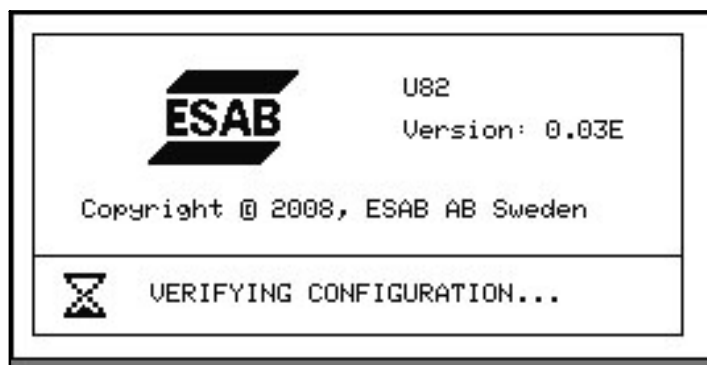 ESAB
U82
Version: 0.03E
Copyright © 2008, ESAB AB Sweden
VERIFYING CONFIGURATION...